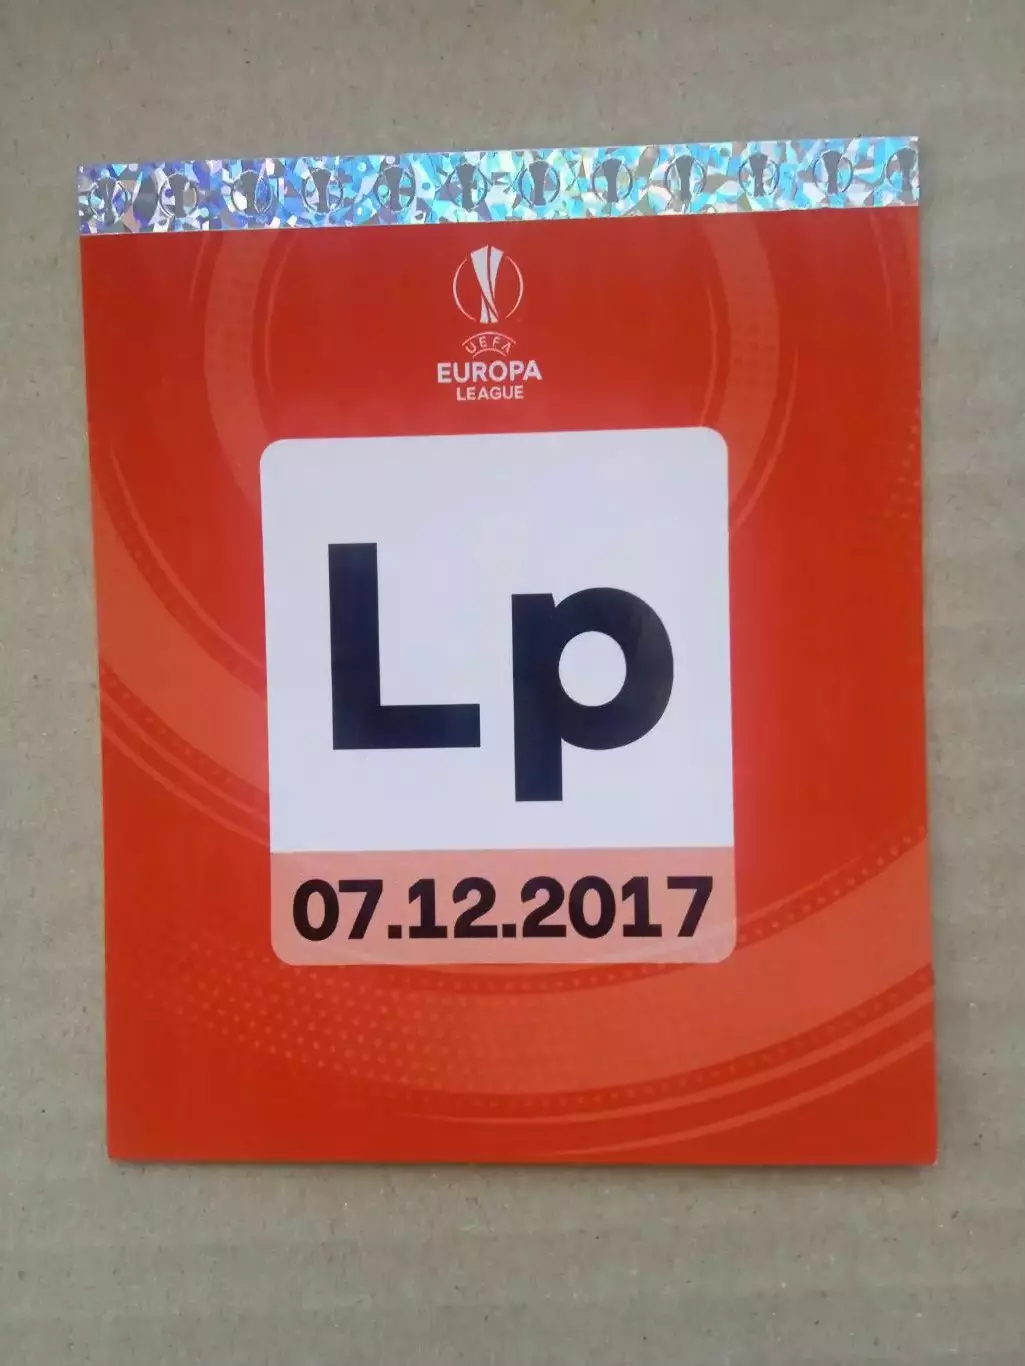 UEFA
EUROPA
LEAGUE
Lp
07.12.2017